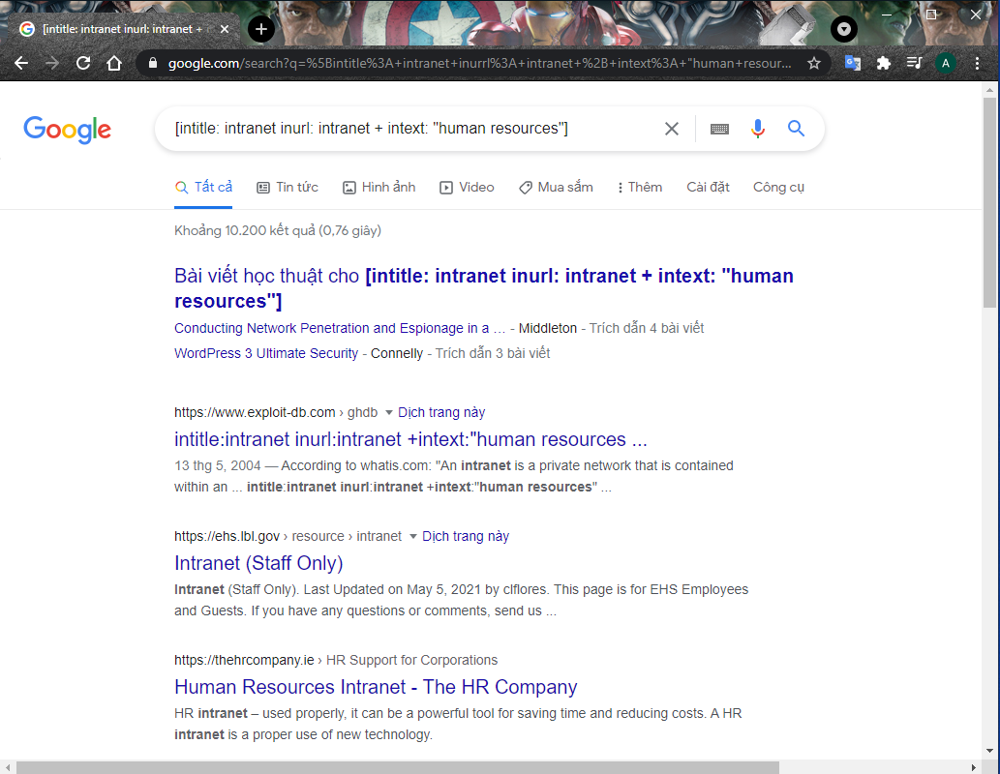 [intitle: intranet inurl: intranet +
google.com/search?q=%5Bintitle%3A+intranet+inurrl%3A+intranet+%2B+intext%3A+"human+resour...
A
Google
[intitle: intranet inurl: intranet + intext: "human resources"]
Tất cả Tin tức Hình ảnh Video Mua sắm Thêm Cài đặt Công cụ
Khoảng 10.200 kết quả (0,76 giây)
Bài viết học thuật cho [intitle: intranet inurl: intranet + intext: "human
resources"]
Conducting Network Penetration and Espionage in a … - Middleton - Trích dẫn 4 bài viết
WordPress 3 Ultimate Security - Connelly - Trích dẫn 3 bài viết
https://www.exploit-db.com › ghdb Dịch trang này
intitle:intranet inurl:intranet +intext:"human resources ...
13 thg 5, 2004 — According to whatis.com: "An intranet is a private network that is contained
within an ... intitle:intranet inurl:intranet +intext:"human resources" ...
https://ehs.lbl.gov › resource › intranet Dịch trang này
Intranet (Staff Only)
Intranet (Staff Only). Last Updated on May 5, 2021 by clflores. This page is for EHS Employees
and Guests. If you have any questions or comments, send us ...
https://thehrcompany.ie › HR Support for Corporations
Human Resources Intranet - The HR Company
HR intranet – used properly, it can be a powerful tool for saving time and reducing costs. A HR
intranet is a proper use of new technology.